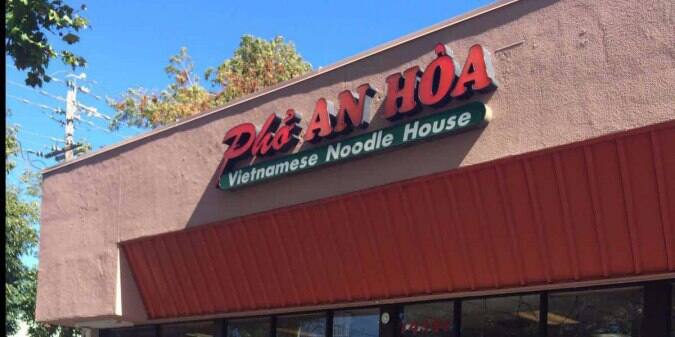 Phở AN HÒA
Vietnamese Noodle House